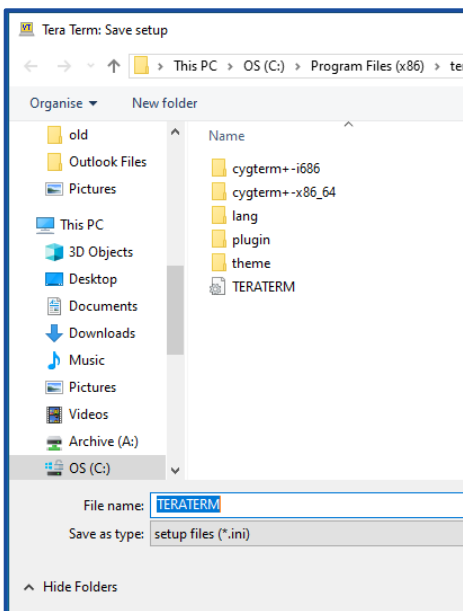 Tera Term: Save setup
This PC > OS (C:) > Program Files (x86) >
Organise New folder
old
Outlook Files
Pictures
This PC
3D Objects
Desktop
Documents
Downloads
Music
Pictures
Videos
Archive (A:)
OS (C:)
Name
cygterm+-i686
cygterm+-x86_64
lang
plugin
theme
TERATERM
File name: TERATERM
Save as type: setup files (*.ini)
Hide Folders